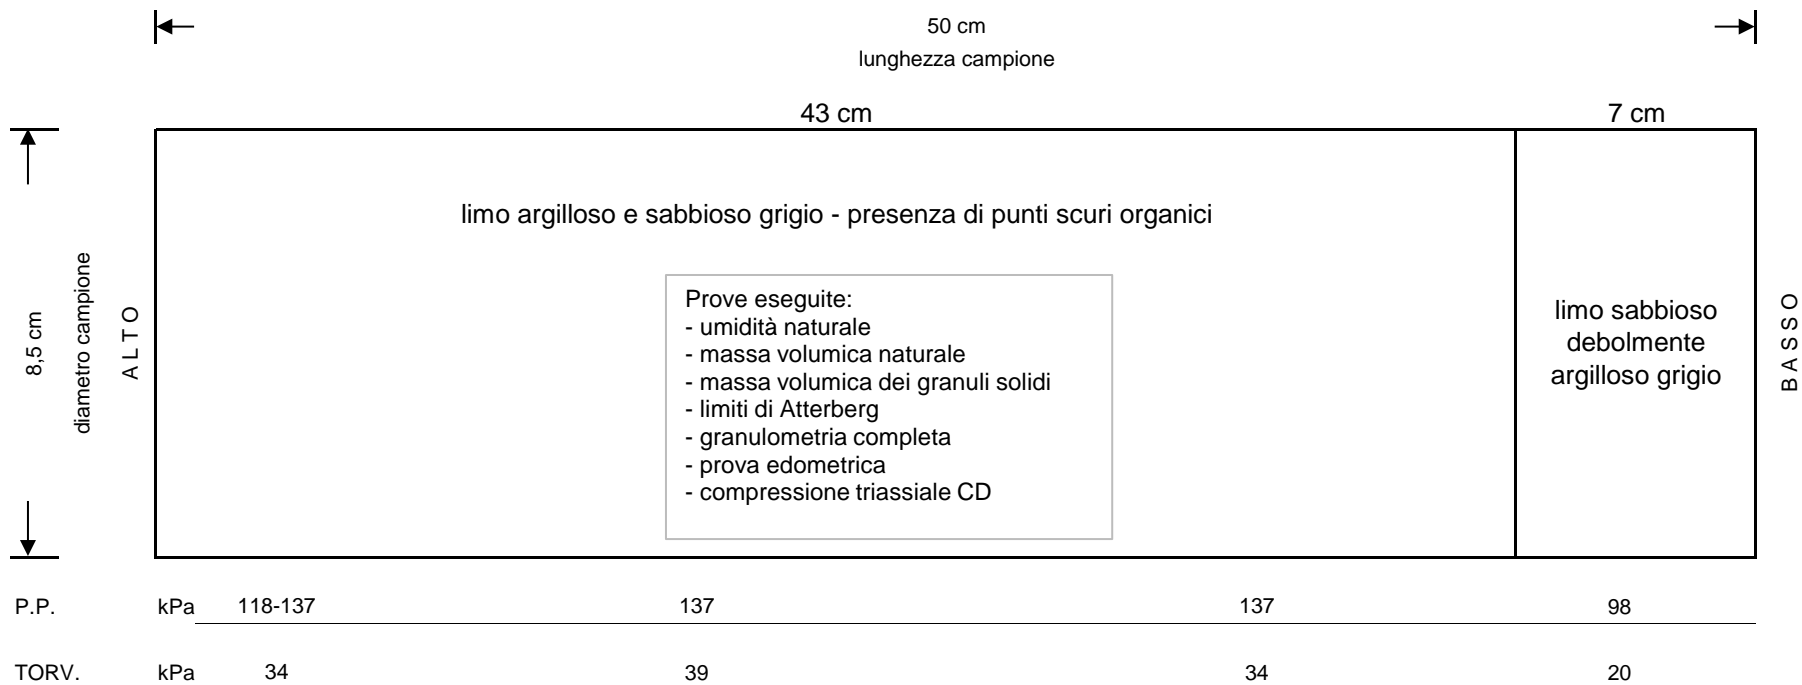 50 cm
lunghezza campione
43 cm
7 cm
limo argilloso e sabbioso grigio - presenza di punti scuri organici
Prove eseguite:
- umidità naturale
- massa volumica naturale
- massa volumica dei granuli solidi
- limiti di Atterberg
- granulometria completa
- prova edometrica
- compressione triassiale CD
8,5 cm
diametro campione
ALTO
limo sabbioso
debolmente
argilloso grigio
BASSO
P.P. kPa 118-137 137 137 98
TORV. kPa 34 39 34 20